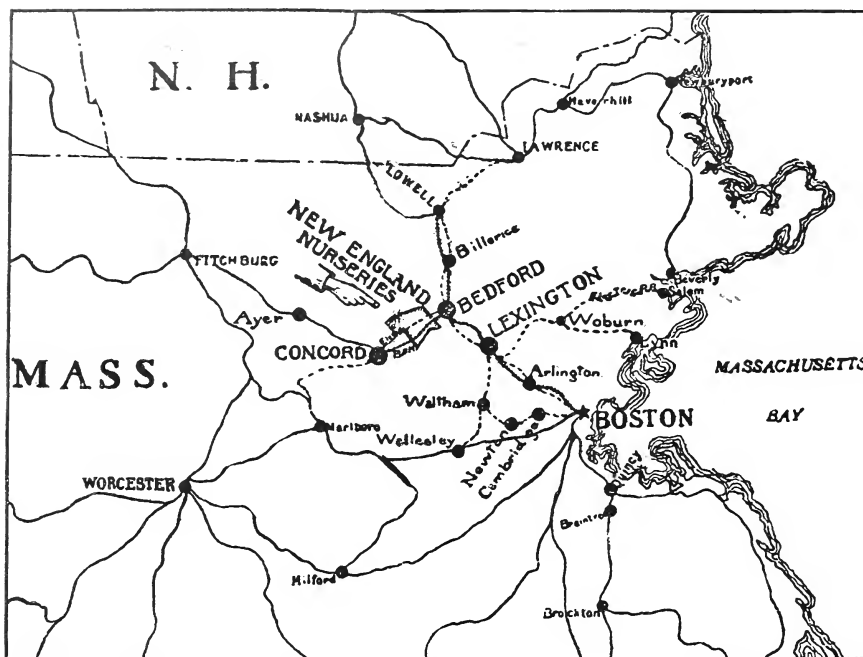 N. H.
Newburyport
Haverhill
NASHUA
LAWRENCE
LOWELL
NEW ENGLAND
NURSERIES
Billerica
FITCHBURG
BEDFORD
LEXINGTON
Beverly
Salem
Ayer
Woburn
Lynn
CONCORD
MASS.
Arlington
MASSACHUSETTS
BAY
Waltham
BOSTON
Marlboro
Wellesley
Newton
Cambridge
WORCESTER
Quincy
Braintree
Milford
Brockton